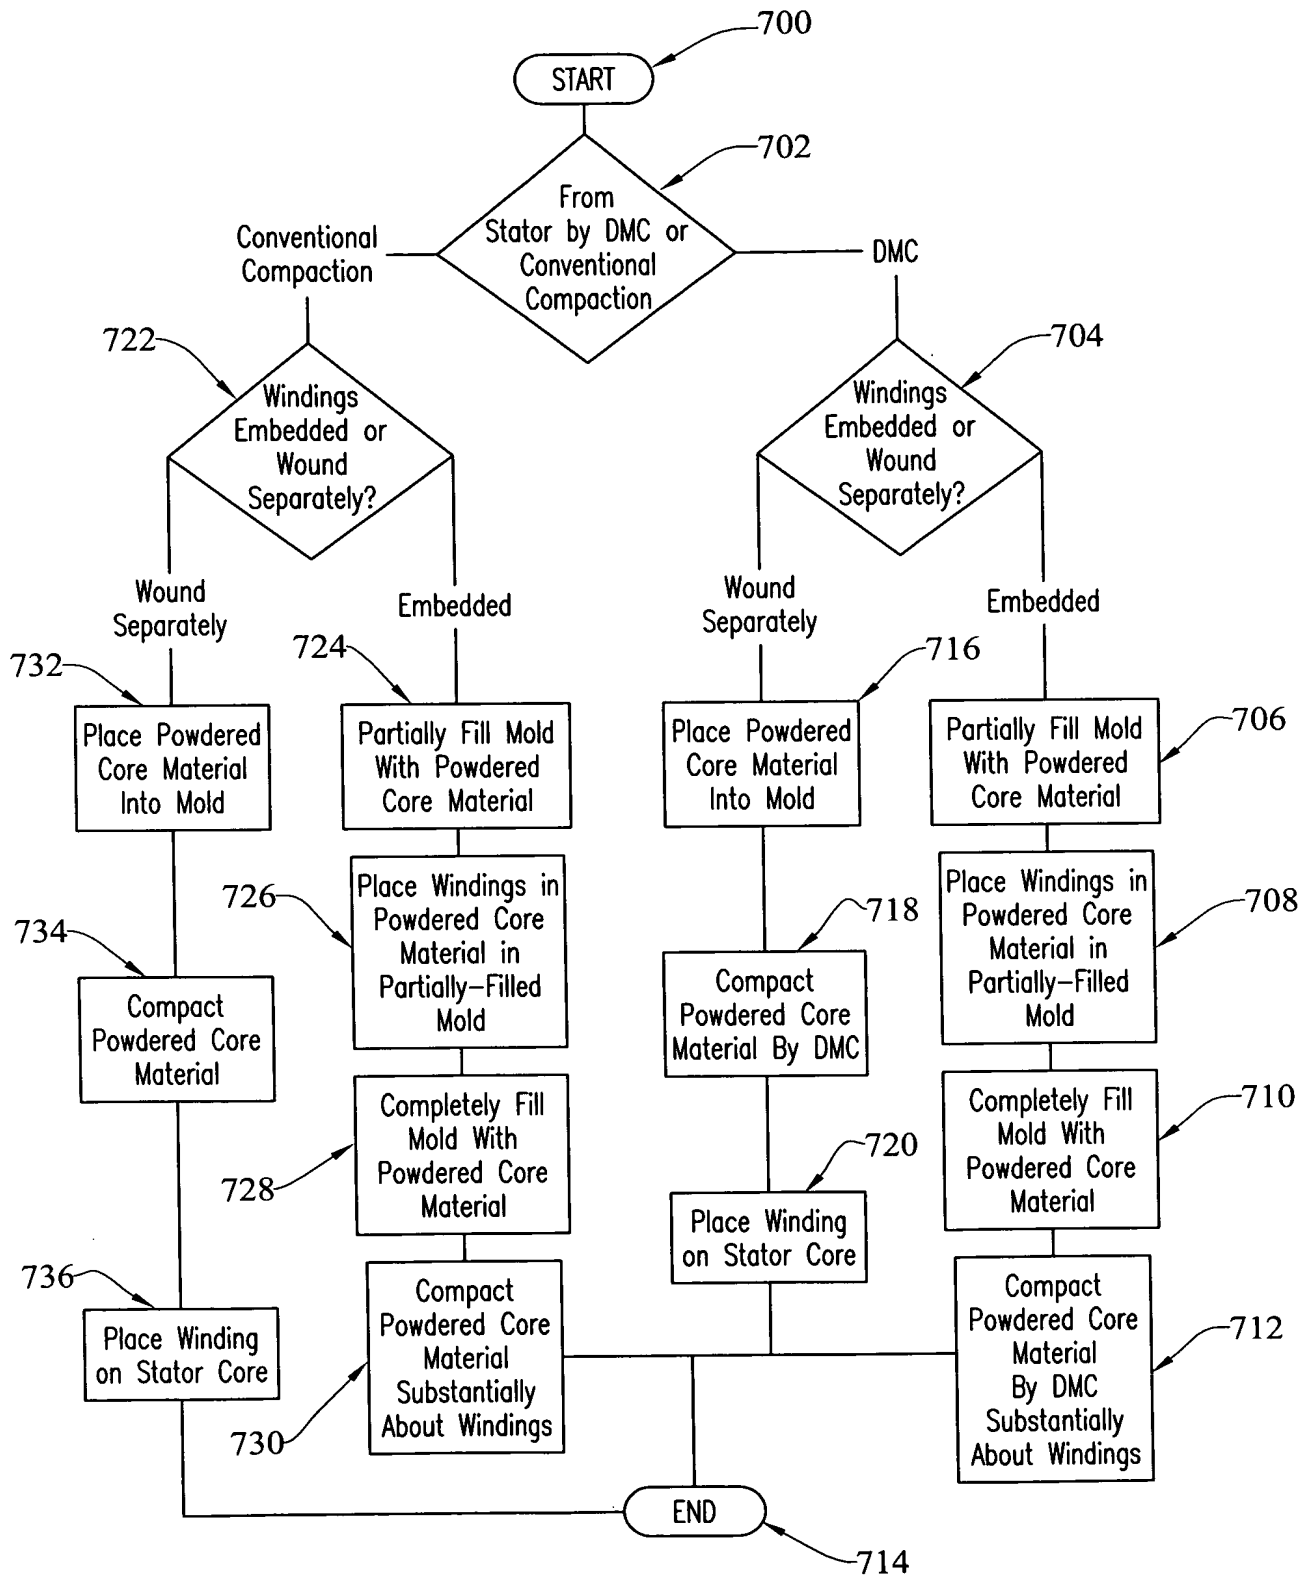 700
START
702
From
Stator by DMC or
Conventional
Compaction
Conventional
Compaction
DMC
722
Windings
Embedded or
Wound
Separately?
704
Windings
Embedded or
Wound
Separately?
Wound
Separately
Embedded
Wound
Separately
Embedded
732
Place Powdered
Core Material
Into Mold
724
Partially Fill Mold
With Powdered
Core Material
716
Place Powdered
Core Material
Into Mold
706
Partially Fill Mold
With Powdered
Core Material
734
Compact
Powdered Core
Material
726
Place Windings in
Powdered Core
Material in
Partially-Filled
Mold
718
Compact
Powdered Core
Material By DMC
708
Place Windings in
Powdered Core
Material in
Partially-Filled
Mold
728
Completely Fill
Mold With
Powdered Core
Material
720
Place Winding
on Stator Core
710
Completely Fill
Mold With
Powdered Core
Material
736
Place Winding
on Stator Core
730
Compact
Powdered Core
Material
Substantially
About Windings
712
Compact
Powdered Core
Material
By DMC
Substantially
About Windings
END
714